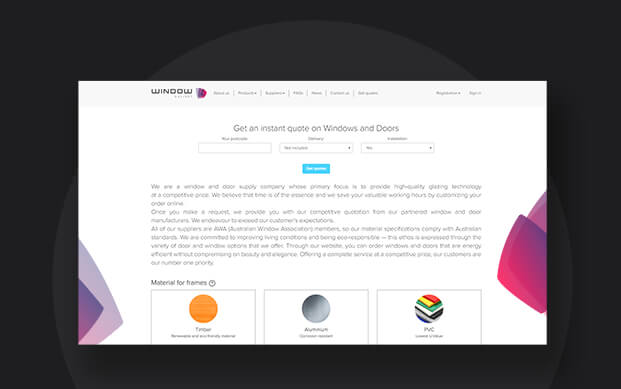 WINDOW
About us
Products
Suppliers
FAQs
News
Contact us
Get quotes
Registration
Sign in
Get an instant quote on Windows and Doors
Your postcode:
Delivery:
Installation:
Not included
Yes
Get quotes
We are a window and door supply company whose primary focus is to provide high-quality glazing technology
at a competitive price. We believe that time is of the essence and we save your valuable working hours by customizing your
order online.
Once you make a request, we provide you with our competitive quotation from our partnered window and door
manufacturers. We endeavour to exceed our customer's expectations.
All of our suppliers are AWA (Australian Window Association) members, so our material specifications comply with Australian
standards. We are committed to improving living conditions and being eco-responsible — this ethos is expressed through the
variety of door and window options that we offer. Through our website, you can order windows and doors that are energy
efficient without compromising on beauty and elegance. Offering a complete service at a competitive price, our customers are
our number one priority.
Material for frames ?
Timber
Renewable and eco-friendly material
Aluminium
Corrosion resistant
PVC
Lowest U-Value